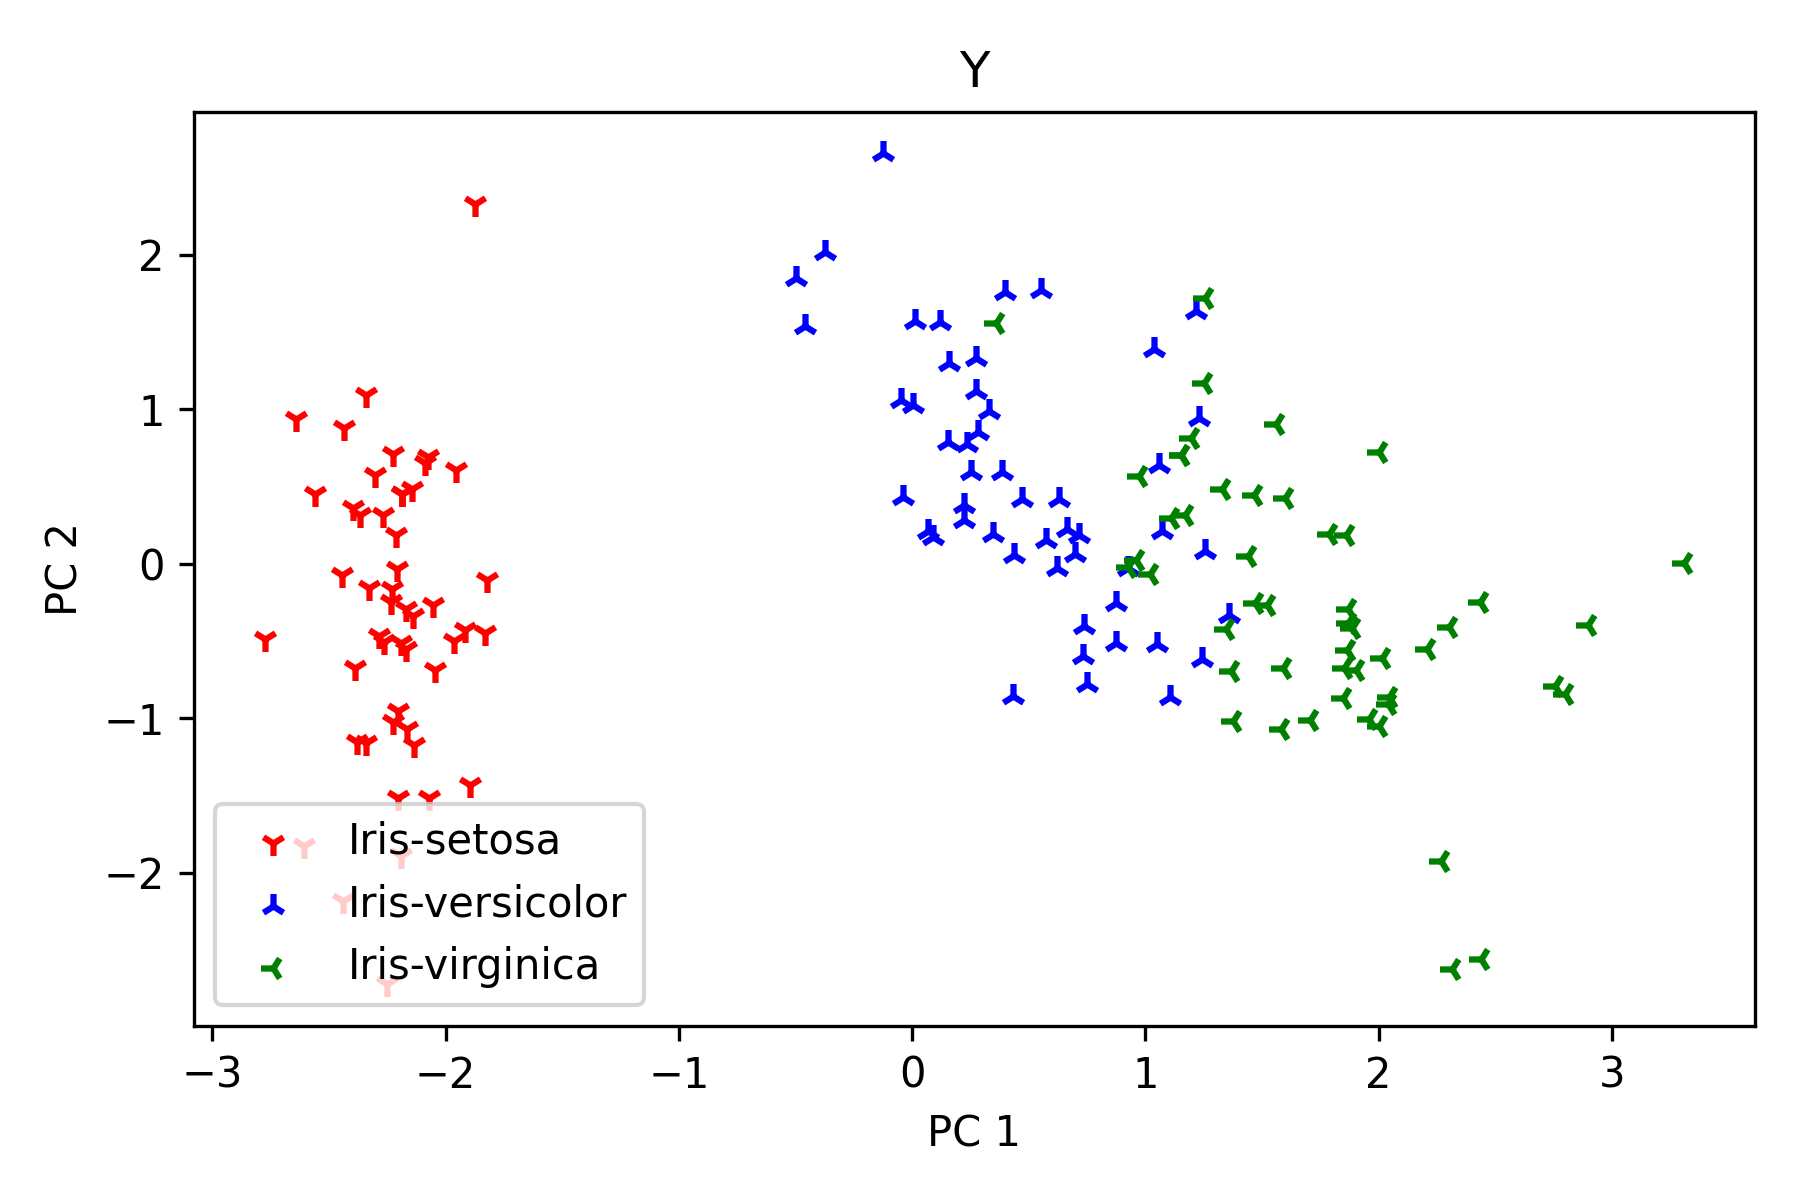 Y
PC 2
2
1
0
−1
−2
Iris-setosa
Iris-versicolor
Iris-virginica
−3 −2 −1 0 1 2 3
PC 1